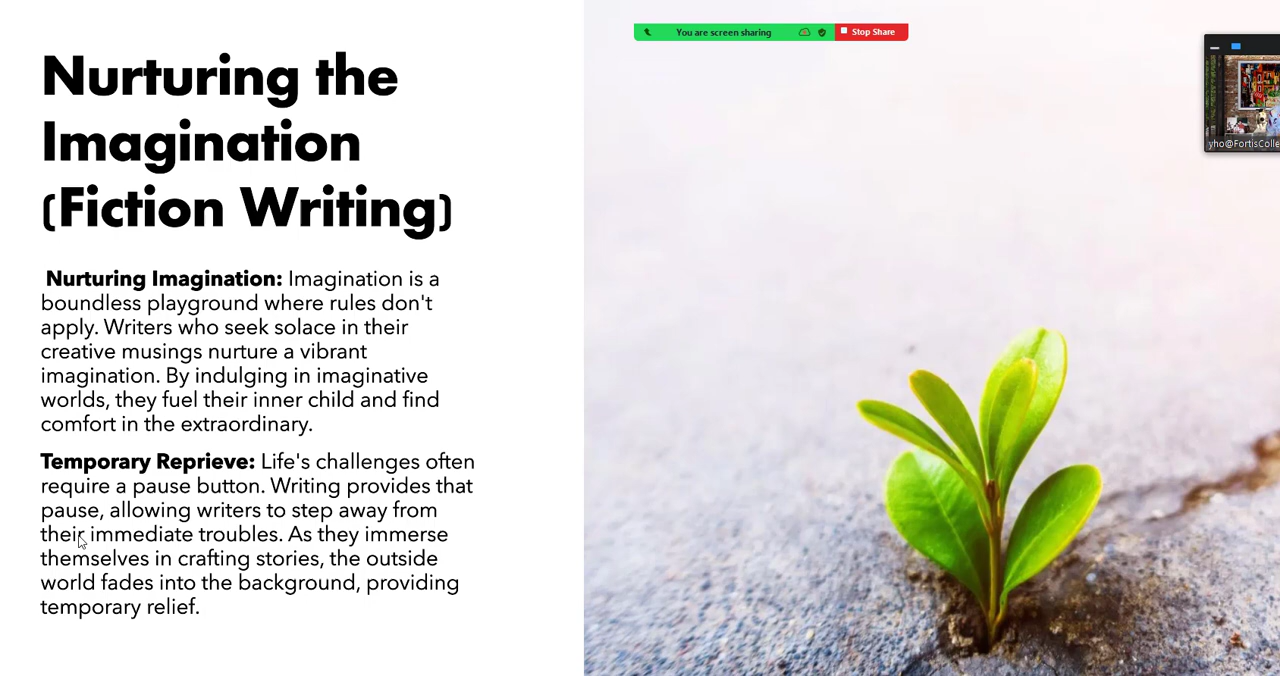 Nurturing the
Imagination
(Fiction Writing)
Nurturing Imagination: Imagination is a
boundless playground where rules don't
apply. Writers who seek solace in their
creative musings nurture a vibrant
imagination. By indulging in imaginative
worlds, they fuel their inner child and find
comfort in the extraordinary.
Temporary Reprieve: Life's challenges often
require a pause button. Writing provides that
pause, allowing writers to step away from
their immediate troubles. As they immerse
themselves in crafting stories, the outside
world fades into the background, providing
temporary relief.
You are screen sharing
Stop Share
yho@FortisColle